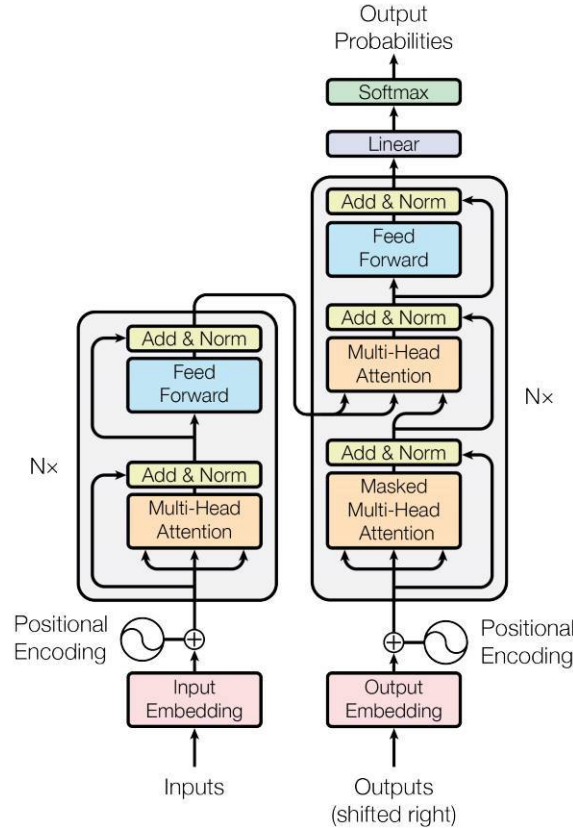 Output
Probabilities
Softmax
Linear
Add & Norm
Feed
Forward
Add & Norm
Multi-Head
Attention
Add & Norm
Masked
Multi-Head
Attention
Nx
Add & Norm
Feed
Forward
Add & Norm
Multi-Head
Attention
Nx
Positional
Encoding
Positional
Encoding
Input
Embedding
Output
Embedding
Inputs
Outputs
(shifted right)